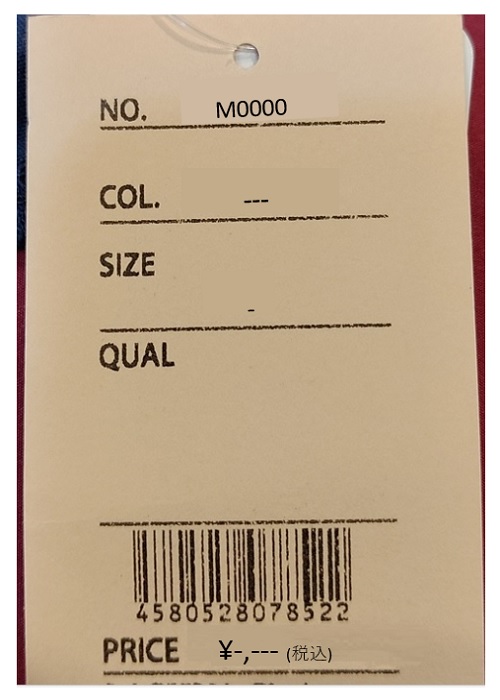 NO. M0000
COL. ---
SIZE
-
QUAL
4580528078522
PRICE ¥-,--- (税込)